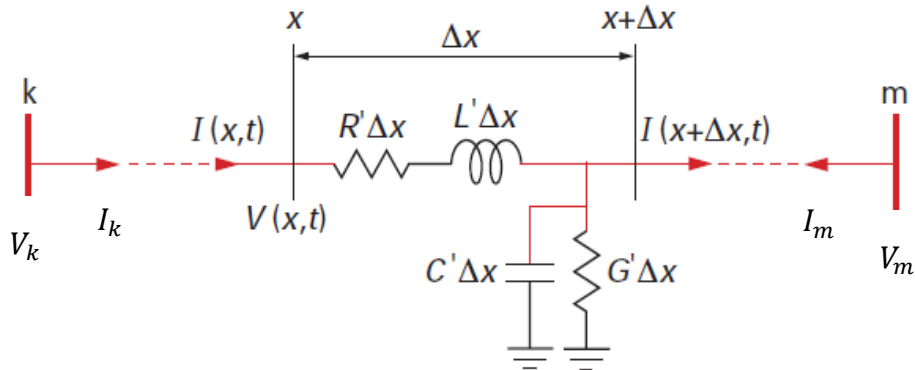 x x+Δx
Δx
k m
I (x,t) R'Δx L'Δx I (x+Δx,t)
V (x,t)
I_k I_m
V_k V_m
C'Δx G'Δx